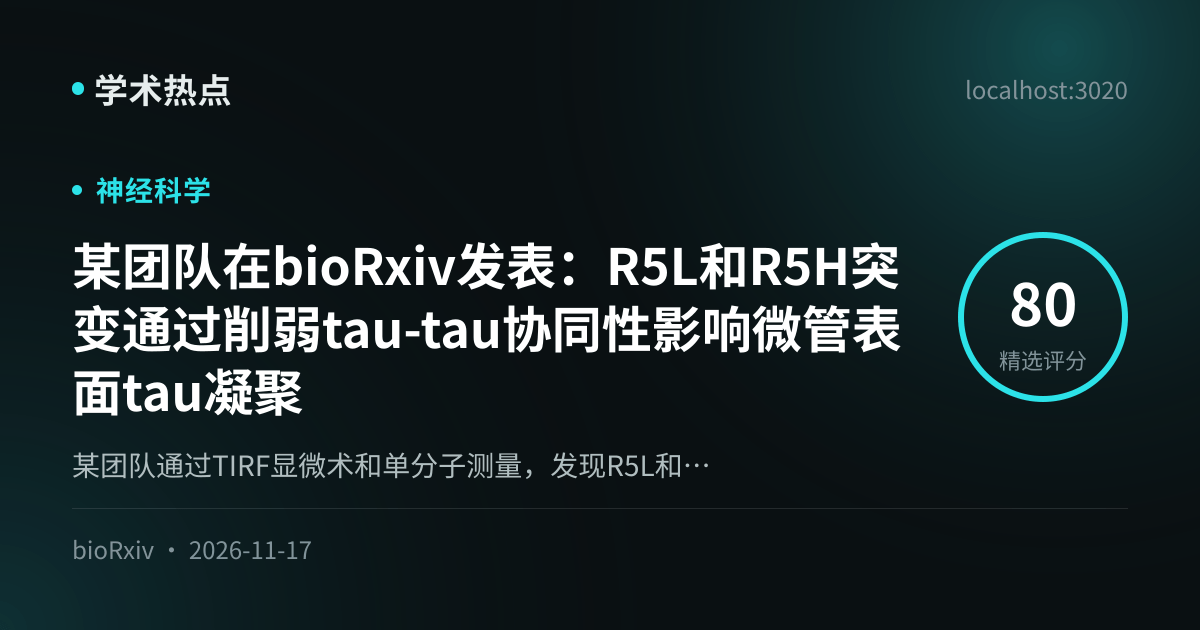 学术热点
localhost:3020
神经科学
某团队在bioRxiv发表：R5L和R5H突
变通过削弱tau-tau协同性影响微管表
面tau凝聚
80
精选评分
某团队通过TIRF显微术和单分子测量，发现R5L和…
bioRxiv • 2026-11-17